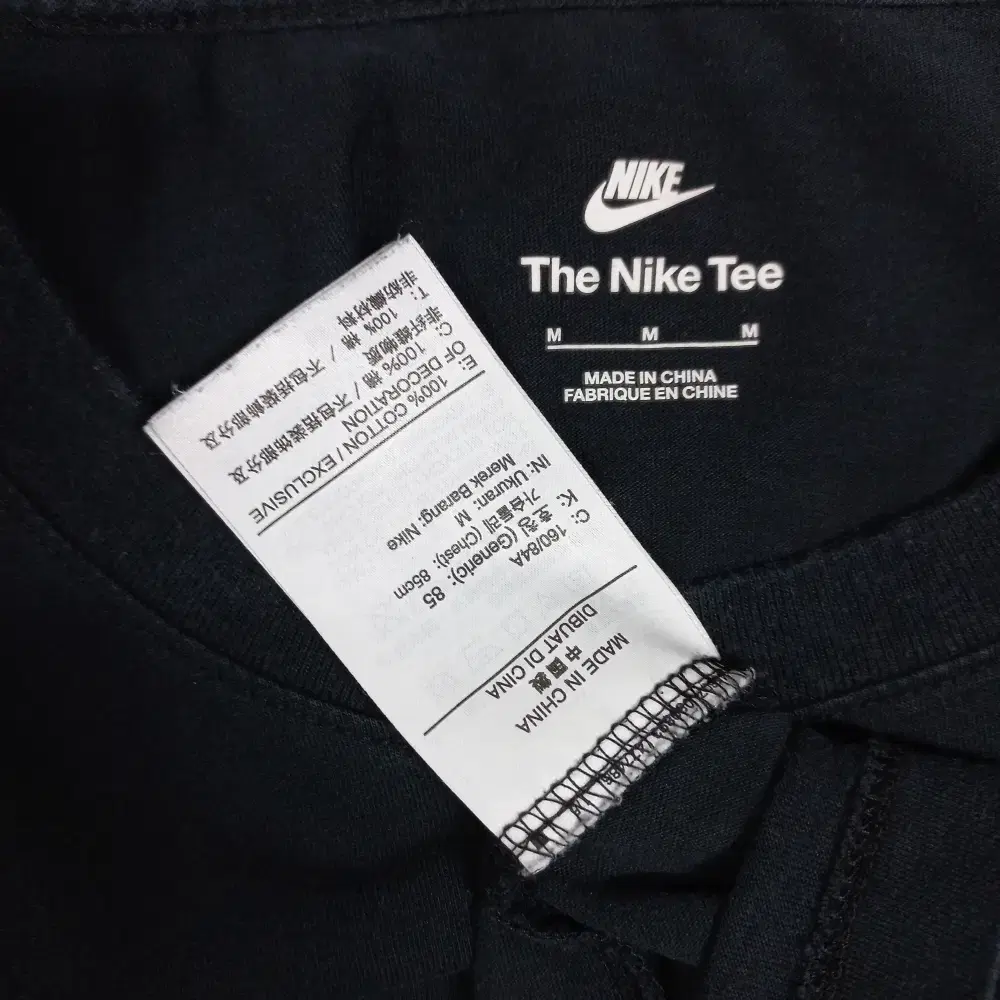 NIKE
The Nike Tee
M M M
MADE IN CHINA
FABRIQUE EN CHINE
MADE IN CHINA
中國製
DIBUAT DI CINA
C: 160/84A
K: 호칭 (Generic): 85
가슴둘레 (Chest): 85cm
IN: Ukuran: M
Merek Barang: Nike
E: 100% COTTON / EXCLUSIVE
OF DECORATION
C: 100% 棉 / 不包括装饰部分及
非纤维物质
T: 100% 棉 / 不包括裝飾部分及
非紡織材料